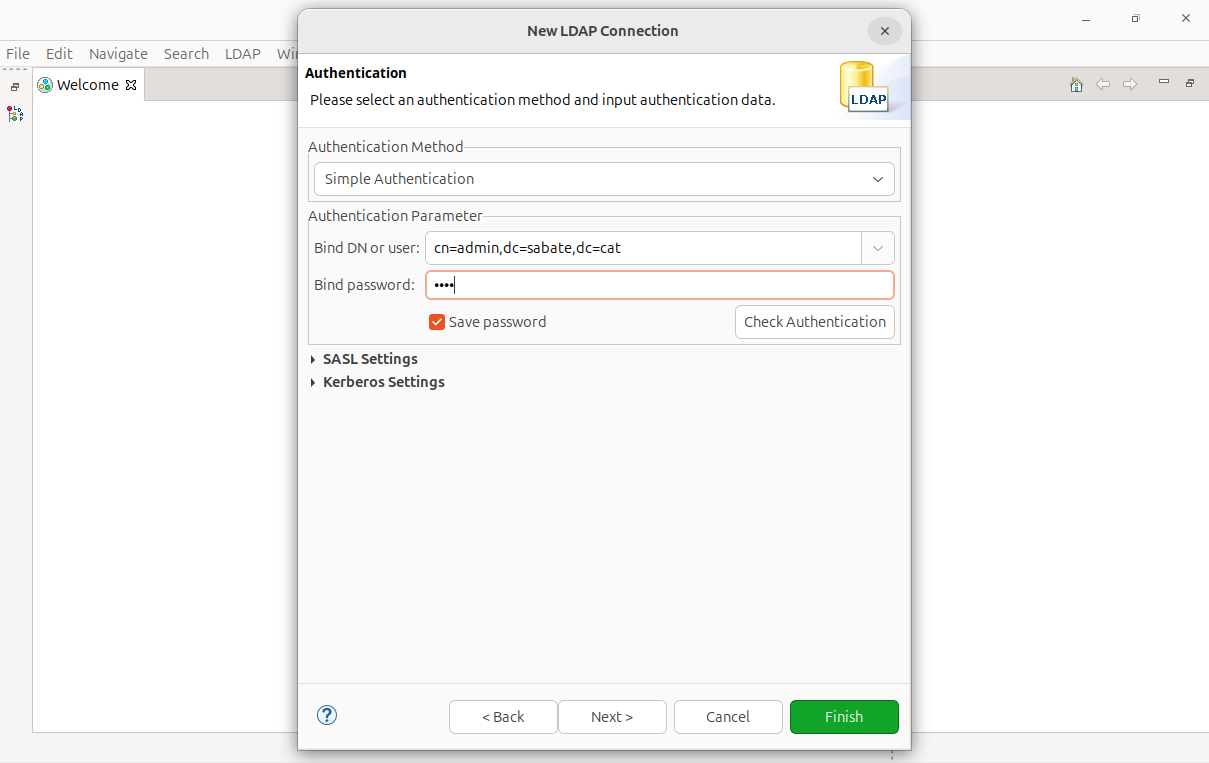 New LDAP Connection
File Edit Navigate Search LDAP
Welcome
Authentication
Please select an authentication method and input authentication data.
LDAP
Authentication Method
Simple Authentication
Authentication Parameter
Bind DN or user: cn=admin,dc=sabate,dc=cat
Bind password: ••••
Save password Check Authentication
SASL Settings
Kerberos Settings
? < Back Next > Cancel Finish